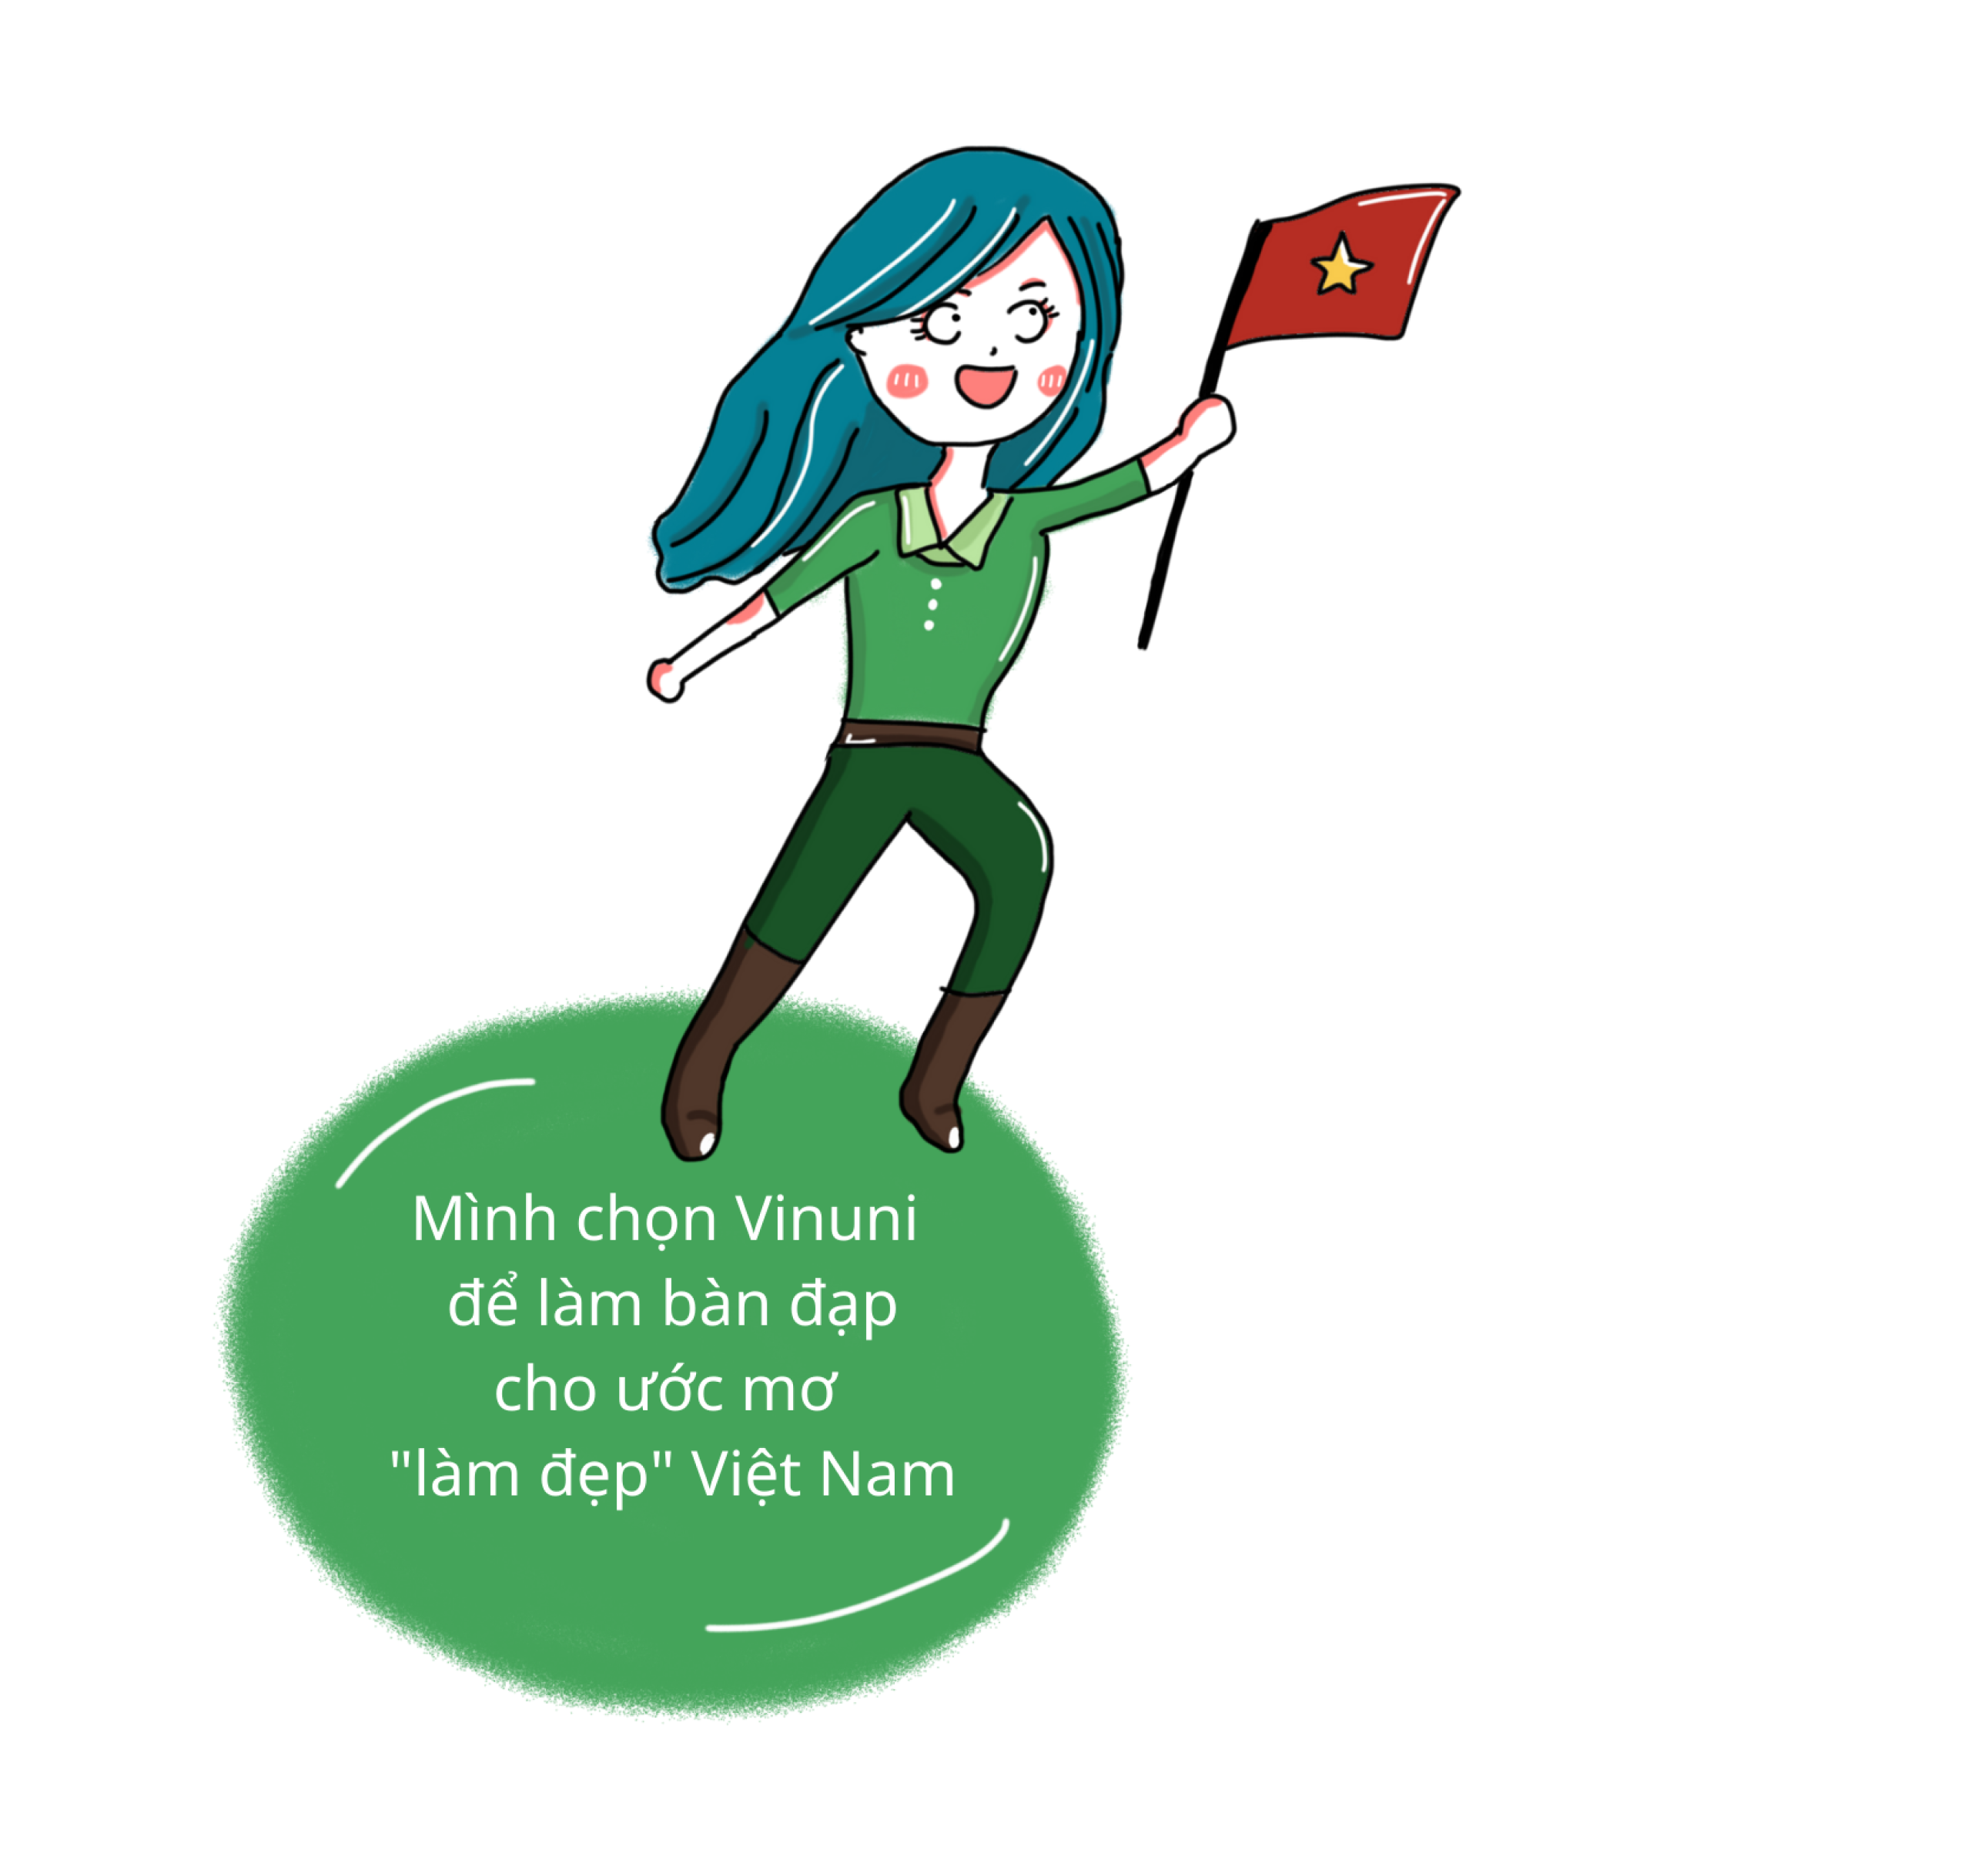 Mình chọn Vinuni
để làm bàn đạp
cho ước mơ
"làm đẹp" Việt Nam